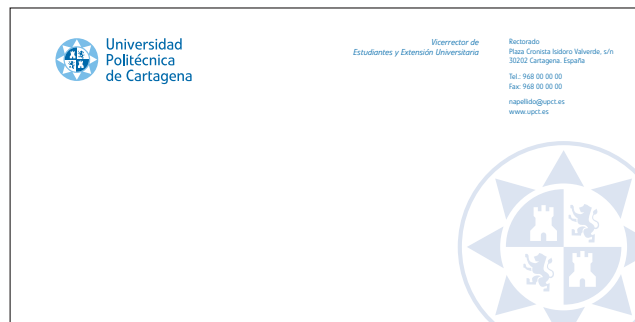 Universidad
Politécnica
de Cartagena
Vicerrector de
Estudiantes y Extensión Universitaria
Rectorado
Plaza Cronista Isidoro Valverde, s/n
30202 Cartagena. España
Tel.: 968 00 00 00
Fax: 968 00 00 00
napellido@upct.es
www.upct.es